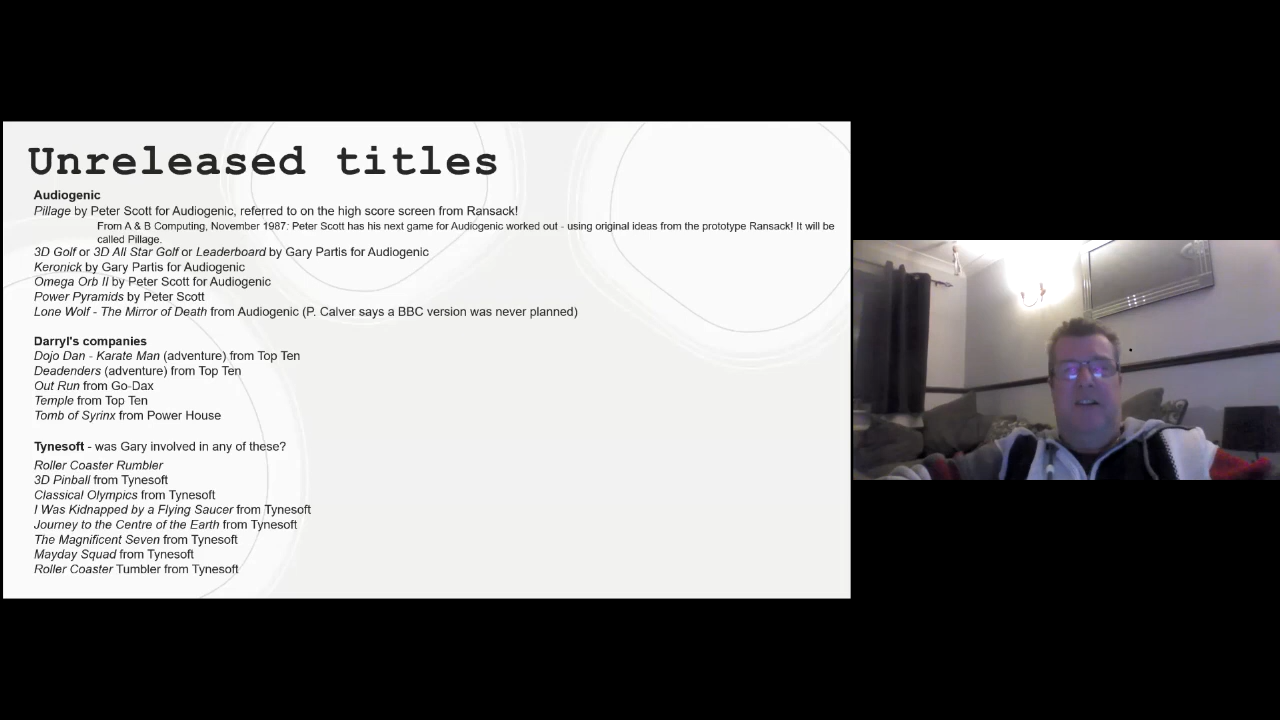 Unreleased titles
Audiogenic
Pillage by Peter Scott for Audiogenic, referred to on the high score screen from Ransack!
From A & B Computing, November 1987: Peter Scott has his next game for Audiogenic worked out - using original ideas from the prototype Ransack! It will be
called Pillage.
3D Golf or 3D All Star Golf or Leaderboard by Gary Partis for Audiogenic
Keronick by Gary Partis for Audiogenic
Omega Orb II by Peter Scott for Audiogenic
Power Pyramids by Peter Scott
Lone Wolf - The Mirror of Death from Audiogenic (P. Calver says a BBC version was never planned)
Darryl's companies
Dojo Dan - Karate Man (adventure) from Top Ten
Deadenders (adventure) from Top Ten
Out Run from Go-Dax
Temple from Top Ten
Tomb of Syrinx from Power House
Tynesoft - was Gary involved in any of these?
Roller Coaster Rumbler
3D Pinball from Tynesoft
Classical Olympics from Tynesoft
I Was Kidnapped by a Flying Saucer from Tynesoft
Journey to the Centre of the Earth from Tynesoft
The Magnificent Seven from Tynesoft
Mayday Squad from Tynesoft
Roller Coaster Tumbler from Tynesoft